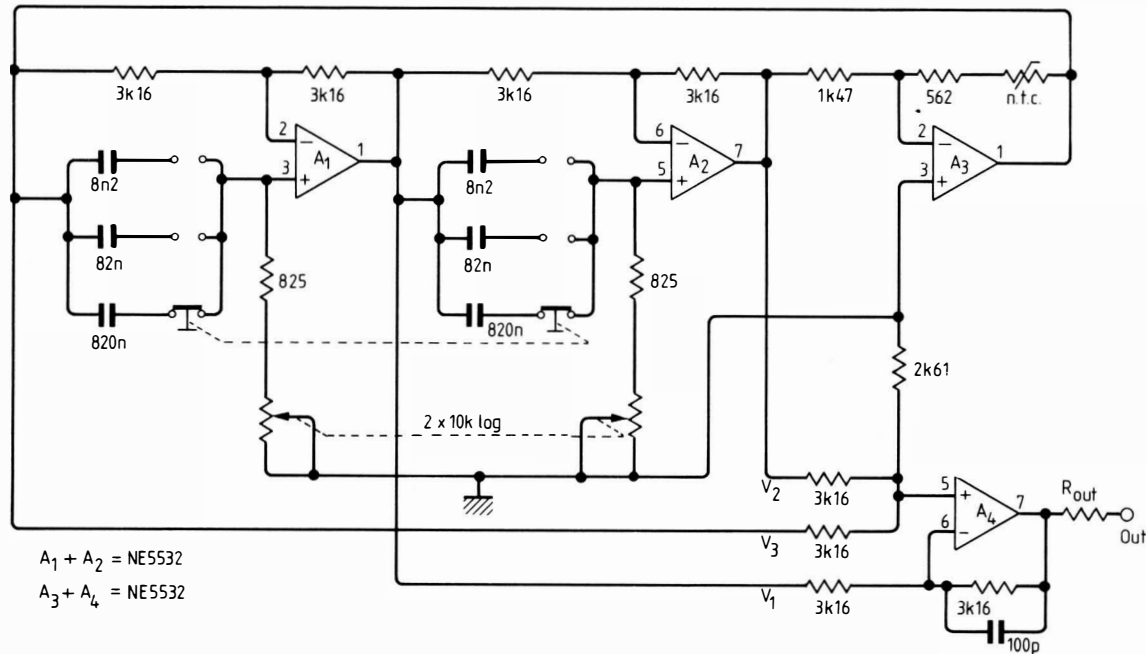 3k16
3k16
3k16
3k16
1k47
562
n.t.c.
2
−
3
+
A1
1
6
−
5
+
A2
7
2
−
3
+
A3
1
8n2
82n
820n
825
8n2
82n
820n
825
2k61
2 x 10k log
V2
3k16
V3
3k16
V1
3k16
5
+
6
−
A4
7
Rout
Out
3k16
100p
A1 + A2 = NE5532
A3 + A4 = NE5532